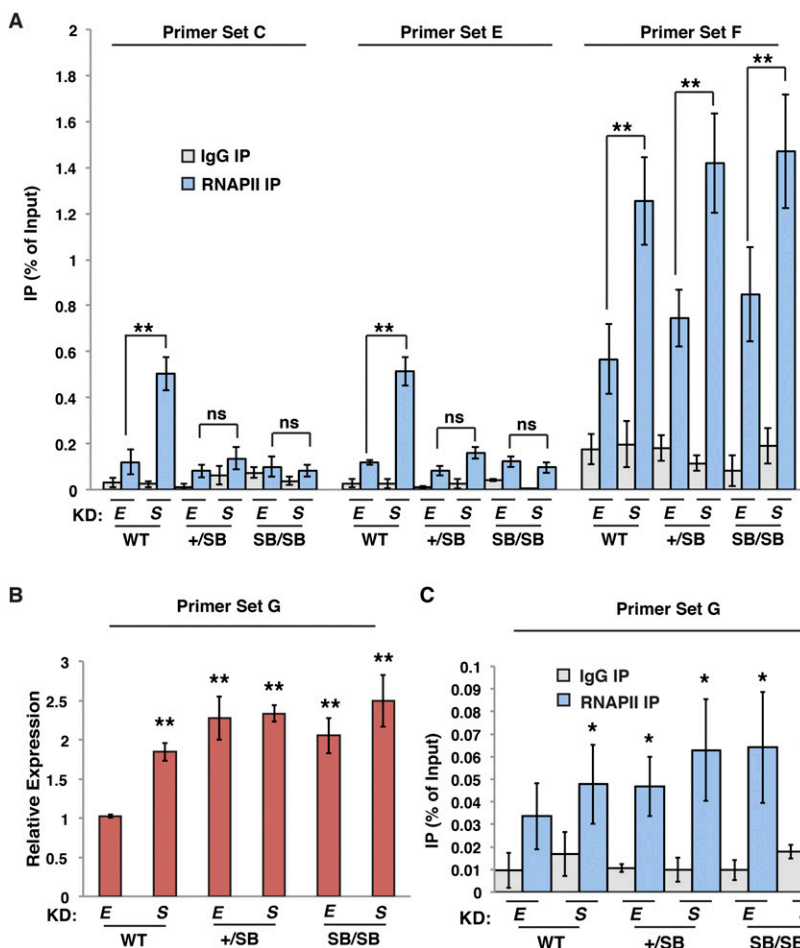 A
Primer Set C
Primer Set E
Primer Set F
2
1.8
1.6
1.4
1.2
1
0.8
0.6
0.4
0.2
0
IP (% of Input)
IgG IP
RNAPII IP
**
ns
ns
**
ns
ns
**
**
**
KD:
E S E S E S
E S E S E S
E S E S E S
WT +/SB SB/SB
WT +/SB SB/SB
WT +/SB SB/SB
B
Primer Set G
3
2.5
2
1.5
1
0.5
0
Relative Expression
**
**
**
**
**
KD:
E S E S E S
WT +/SB SB/SB
C
Primer Set G
0.1
0.09
0.08
0.07
0.06
0.05
0.04
0.03
0.02
0.01
0
IP (% of Input)
IgG IP
RNAPII IP
*
*
*
*
KD:
E S E S E
WT +/SB SB/SB